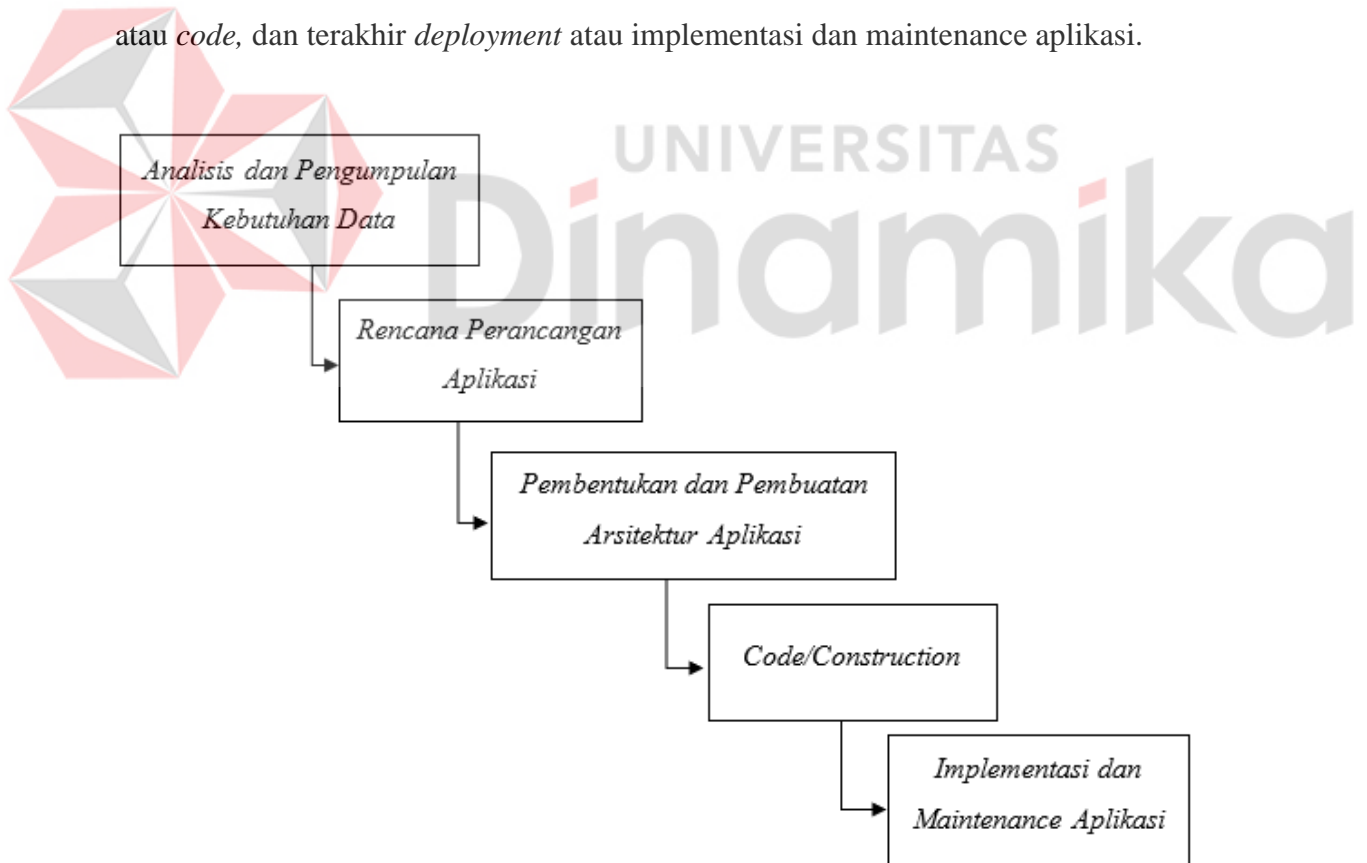 atau code, dan terakhir deployment atau implementasi dan maintenance aplikasi.
UNIVERSITAS
Dinamika
Analisis dan Pengumpulan
Kebutuhan Data
Rencana Perancangan
Aplikasi
Pembentukan dan Pembuatan
Arsitektur Aplikasi
Code/Construction
Implementasi dan
Maintenance Aplikasi